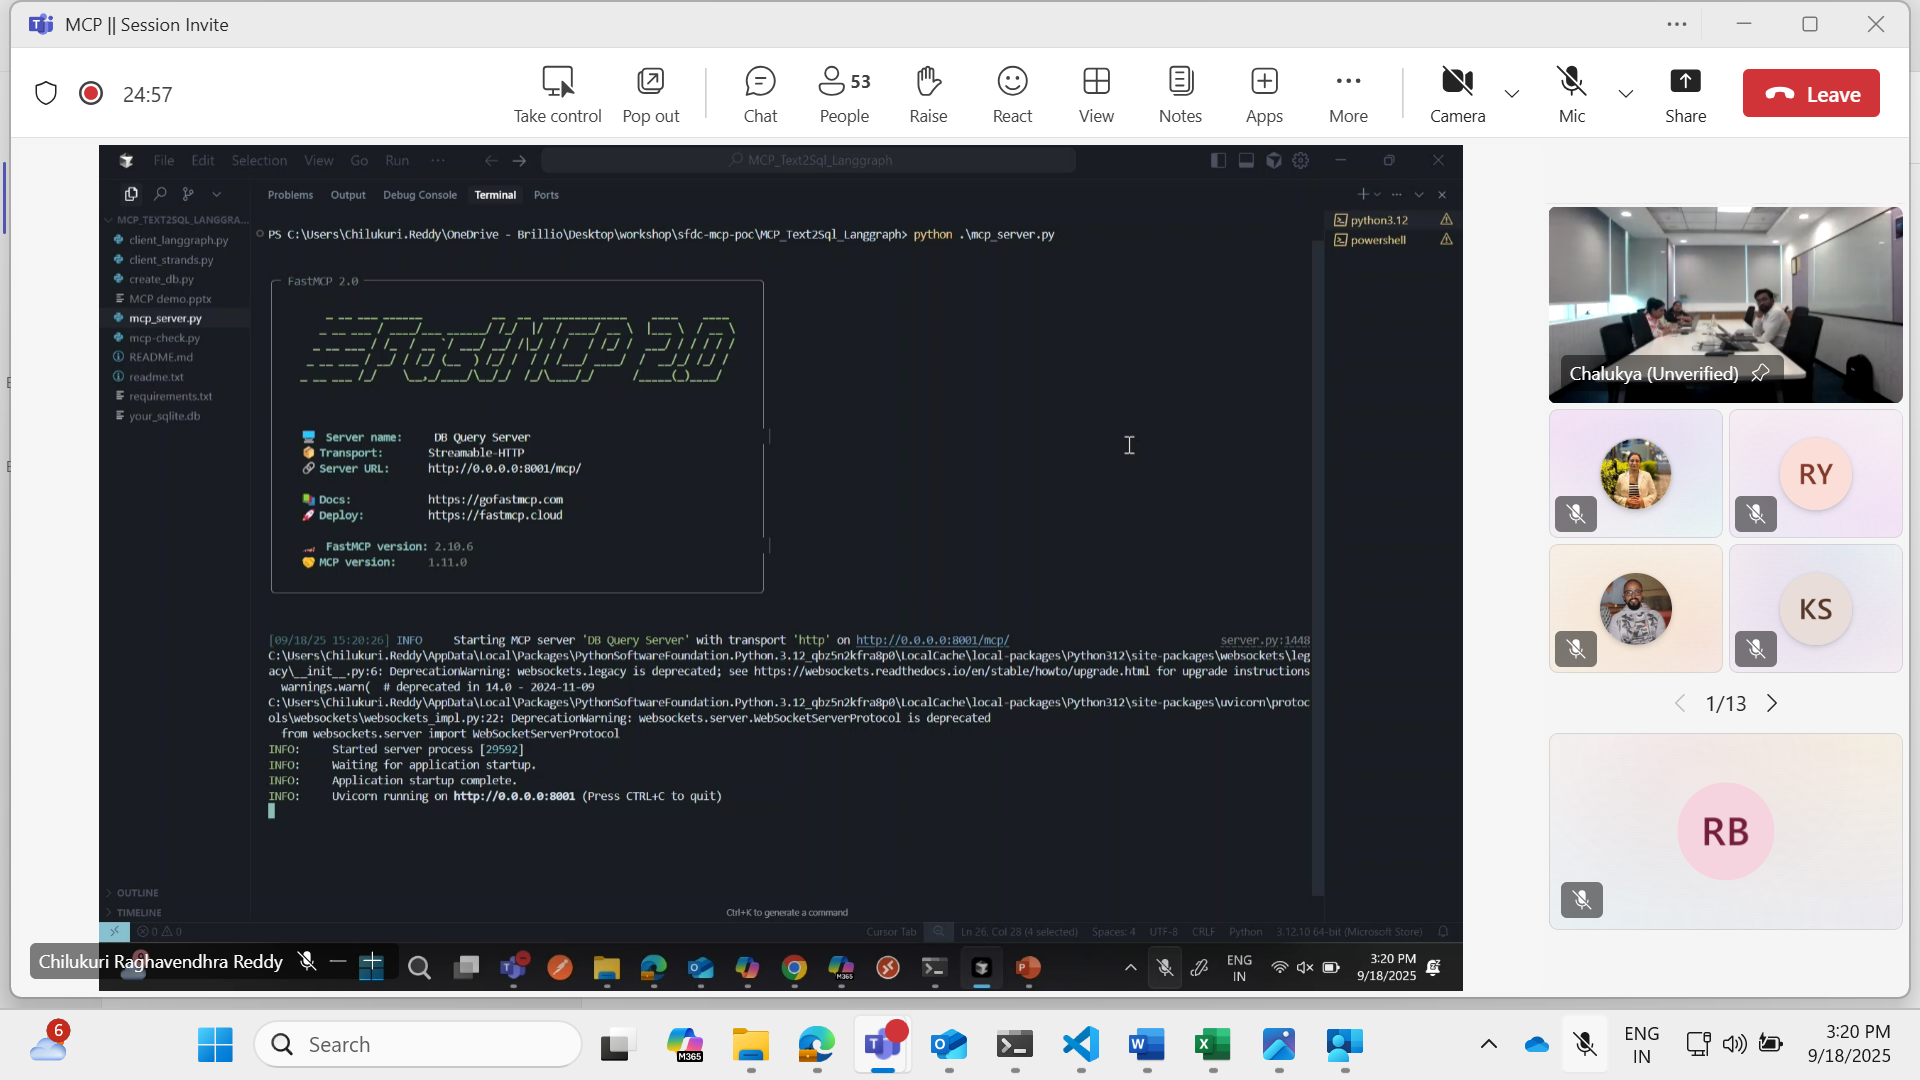 MCP || Session Invite
24:57
Take control
Pop out
Chat
53
People
Raise
React
View
Notes
Apps
More
Camera
Mic
Share
Leave
File Edit Selection View Go Run
MCP_Text2Sql_Langgraph
Problems Output Debug Console Terminal Ports
MCP_TEXT2SQL_LANGGRA...
client_langgraph.py
client_strands.py
create_db.py
MCP demo.pptx
mcp_server.py
mcp-check.py
README.md
readme.txt
requirements.txt
your_sqlite.db
OUTLINE
TIMELINE
PS C:\Users\Chilukuri.Reddy\OneDrive - Brillio\Desktop\workshop\sfdc-mcp-poc\MCP_Text2Sql_Langgraph> python .\mcp_server.py
FastMCP 2.0
FastMCP 2.0
Server name: DB Query Server
Transport: Streamable-HTTP
Server URL: http://0.0.0.0:8001/mcp/
Docs: https://gofastmcp.com
Deploy: https://fastmcp.cloud
FastMCP version: 2.10.6
MCP version: 1.11.0
[09/18/25 15:20:26] INFO Starting MCP server 'DB Query Server' with transport 'http' on http://0.0.0.0:8001/mcp/ server.py:1448
C:\Users\Chilukuri.Reddy\AppData\Local\Packages\PythonSoftwareFoundation.Python.3.12_qbz5n2kfra8p0\LocalCache\local-packages\Python312\site-packages\websockets\leg
acy\__init__.py:6: DeprecationWarning: websockets.legacy is deprecated; see https://websockets.readthedocs.io/en/stable/howto/upgrade.html for upgrade instructions
warnings.warn( # deprecated in 14.0 - 2024-11-09
C:\Users\Chilukuri.Reddy\AppData\Local\Packages\PythonSoftwareFoundation.Python.3.12_qbz5n2kfra8p0\LocalCache\local-packages\Python312\site-packages\uvicorn\protoc
ols\websockets\websockets_impl.py:22: DeprecationWarning: websockets.server.WebSocketServerProtocol is deprecated
from websockets.server import WebSocketServerProtocol
INFO: Started server process [29592]
INFO: Waiting for application startup.
INFO: Application startup complete.
INFO: Uvicorn running on http://0.0.0.0:8001 (Press CTRL+C to quit)
Ctrl+K to generate a command
python3.12
powershell
0 0
Cursor Tab
Ln 26, Col 28 (4 selected) Spaces: 4 UTF-8 CRLF Python 3.12.10 64-bit (Microsoft Store)
Chilukuri Raghavendhra Reddy
M365
ENG
IN
3:20 PM
9/18/2025
Chalukya (Unverified)
RY
KS
1/13
RB
6
Search
M365
ENG
IN
3:20 PM
9/18/2025